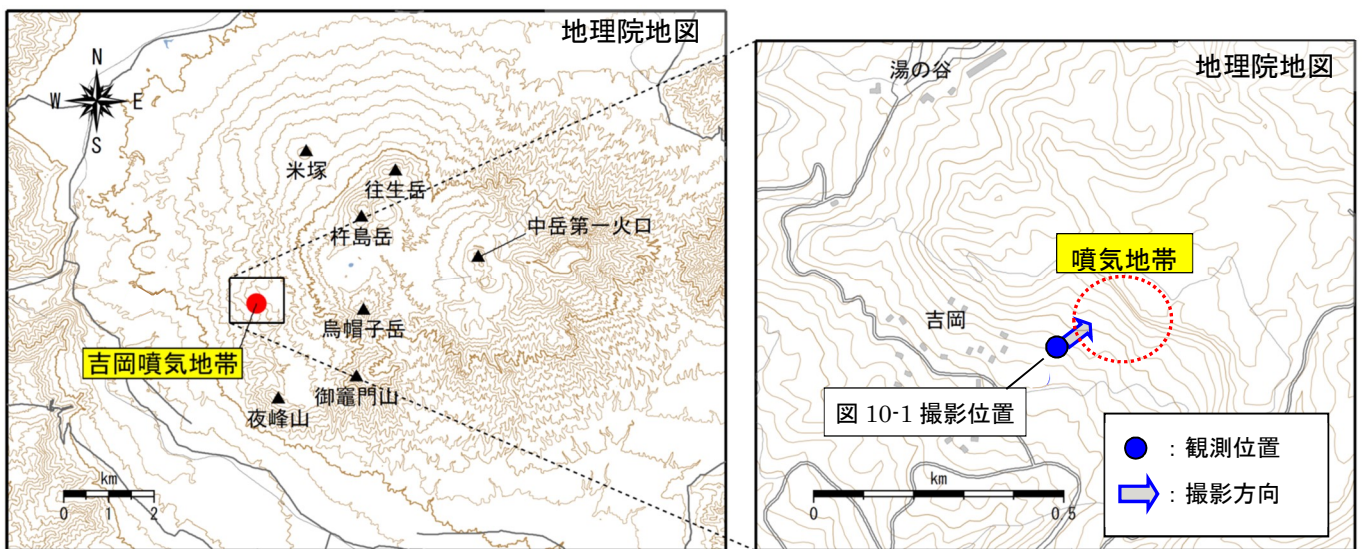 地理院地図
N
W
E
S
米塚
往生岳
杵島岳
中岳第一火口
烏帽子岳
吉岡噴気地帯
御竈門山
夜峰山
km
0 1 2
地理院地図
湯の谷
噴気地帯
吉岡
図 10-1 撮影位置
km
0 0.5
：観測位置
：撮影方向